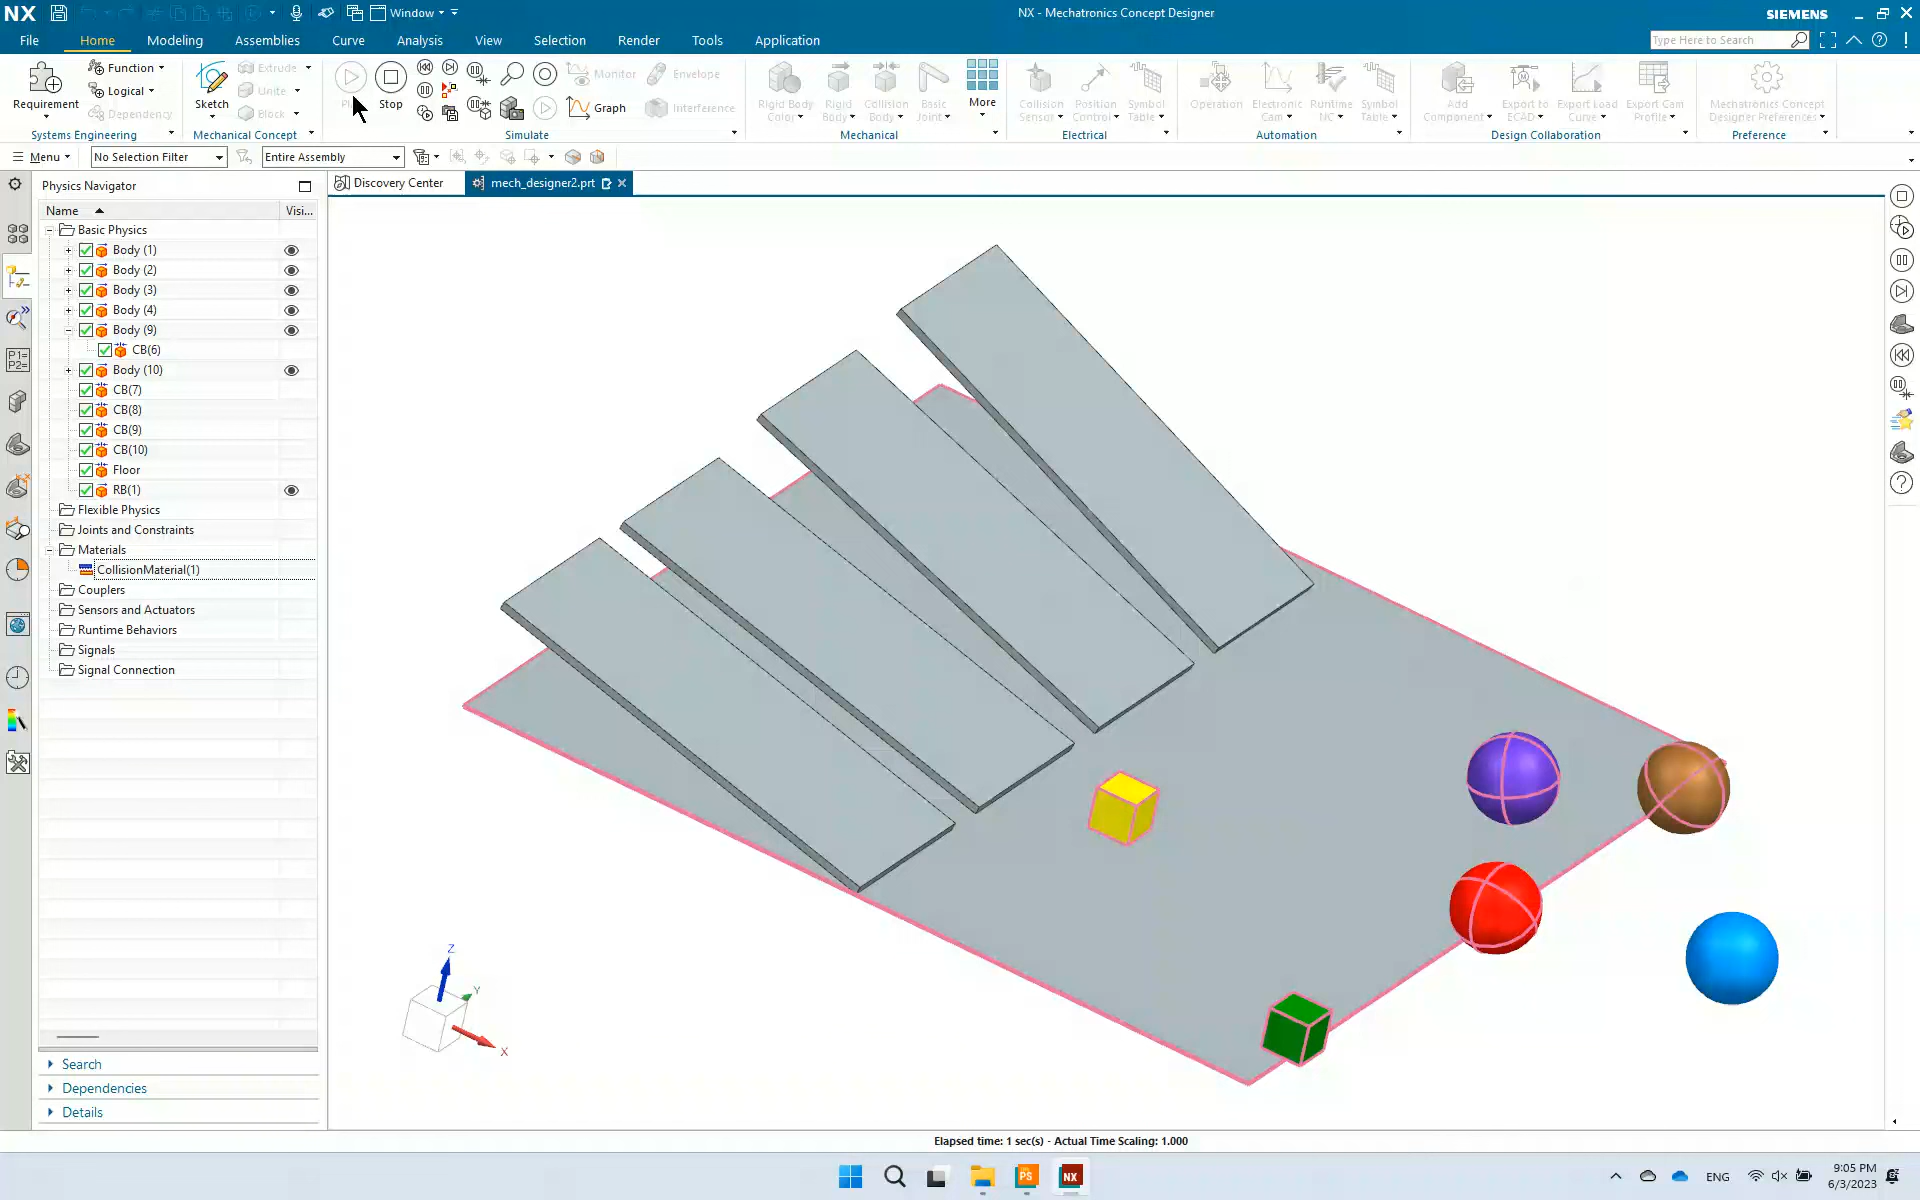 NX
Window
NX - Mechatronics Concept Designer
SIEMENS
File
Home
Modeling
Assemblies
Curve
Analysis
View
Selection
Render
Tools
Application
Type Here to Search
Requirement
Function
Logical
Dependency
Systems Engineering
Sketch
Extrude
Unite
Block
Mechanical Concept
Stop
Monitor
Graph
Envelope
Interference
Simulate
Rigid Body Color
Rigid Body
Collision Body
Basic Joint
More
Mechanical
Collision Sensor
Position Control
Symbol Table
Electrical
Operation
Electronic Cam
Runtime NC
Symbol Table
Automation
Add Component
Export to ECAD
Export Load Curve
Export Cam Profile
Design Collaboration
Mechatronics Concept Designer Preferences
Preference
Menu
No Selection Filter
Entire Assembly
Physics Navigator
Discovery Center
mech_designer2.prt
Name
Visi...
Basic Physics
Body (1)
Body (2)
Body (3)
Body (4)
Body (9)
CB(6)
Body (10)
CB(7)
CB(8)
CB(9)
CB(10)
Floor
RB(1)
Flexible Physics
Joints and Constraints
Materials
CollisionMaterial(1)
Couplers
Sensors and Actuators
Runtime Behaviors
Signals
Signal Connection
P1=
P2=
Z
Y
X
Search
Dependencies
Details
Elapsed time: 1 sec(s) - Actual Time Scaling: 1.000
PS
NX
ENG
9:05 PM
6/3/2023